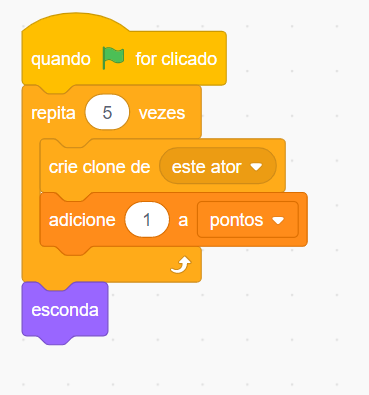 quando for clicado
repita 5 vezes
crie clone de este ator
adicione 1 a pontos
esconda